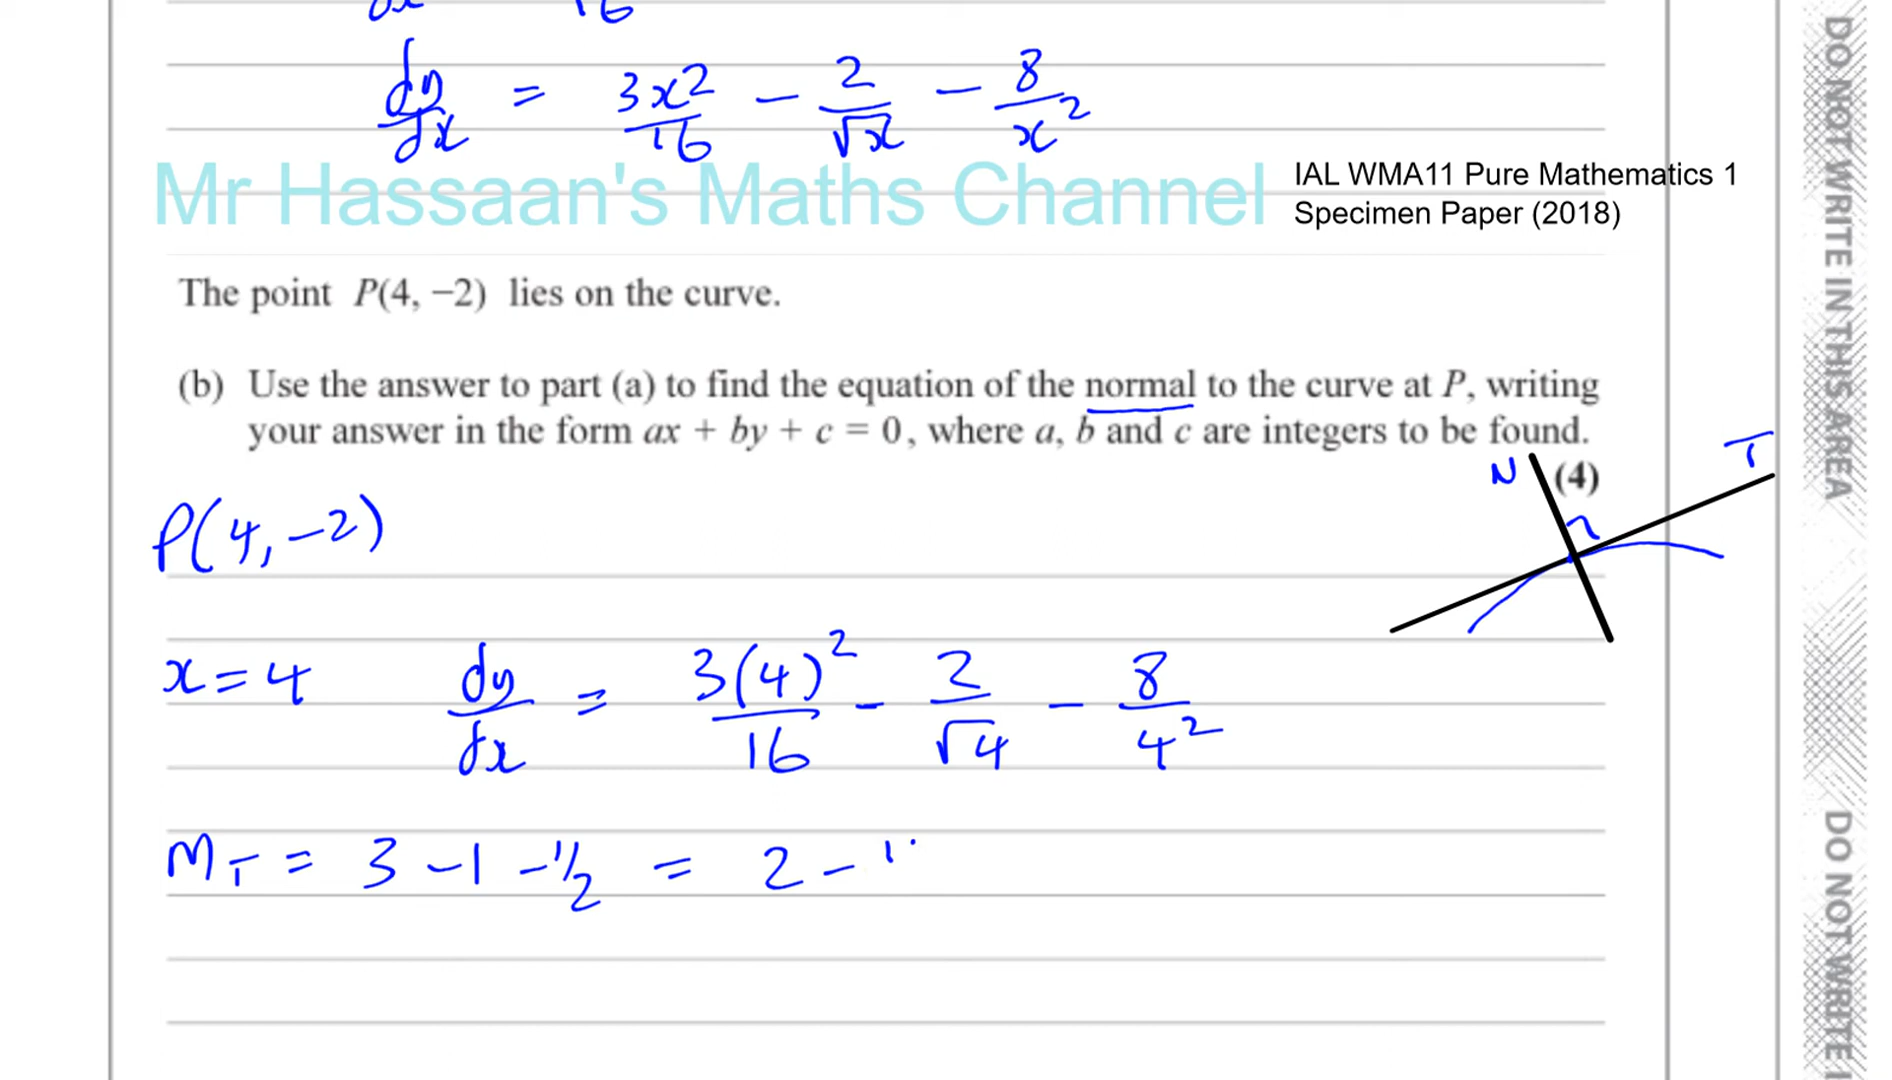 dx 16
dy/dx = 3x²/16 − 2/√x − 8/x²
Mr Hassaan's Maths Channel
IAL WMA11 Pure Mathematics 1
Specimen Paper (2018)
The point P(4, −2) lies on the curve.
(b) Use the answer to part (a) to find the equation of the normal to the curve at P, writing
your answer in the form ax + by + c = 0, where a, b and c are integers to be found.
(4)
N
T
P(4, −2)
x = 4 dy/dx = 3(4)²/16 − 2/√4 − 8/4²
M_T = 3 − 1 − 1/2 = 2 −
DO NOT WRITE IN THIS AREA
DO NOT WRITE I